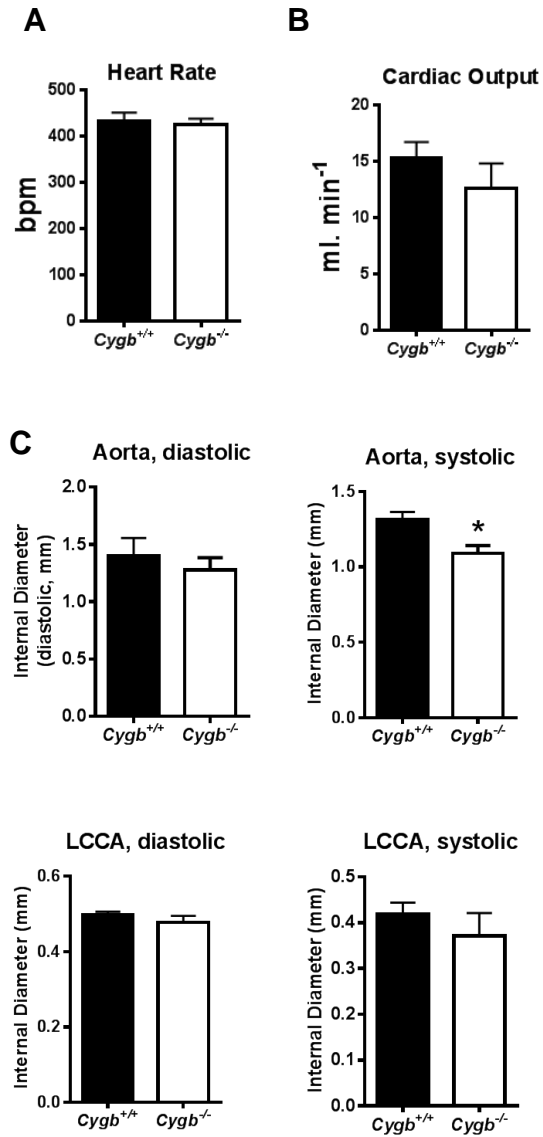 A
Heart Rate
bpm
500
400
300
200
100
0
Cygb+/+
Cygb-/-
B
Cardiac Output
ml. min-1
20
15
10
5
0
Cygb+/+
Cygb-/-
C
Aorta, diastolic
Internal Diameter
(diastolic, mm)
2.0
1.5
1.0
0.5
0.0
Cygb+/+
Cygb-/-
Aorta, systolic
Internal Diameter (mm)
1.5
1.0
0.5
0.0
*
Cygb+/+
Cygb-/-
LCCA, diastolic
Internal Diameter (mm)
0.6
0.4
0.2
0.0
Cygb+/+
Cygb-/-
LCCA, systolic
Internal Diameter (mm)
0.5
0.4
0.3
0.2
0.1
0.0
Cygb+/+
Cygb-/-